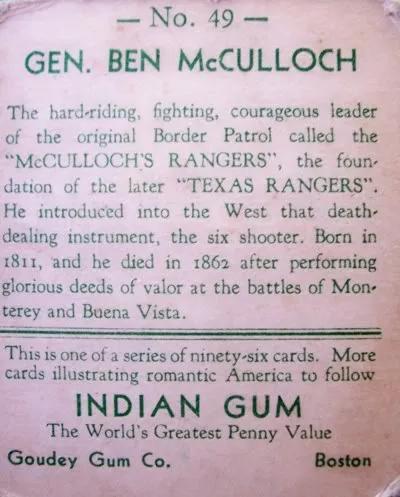 — No. 49 —
GEN. BEN McCULLOCH
The hard-riding, fighting, courageous leader
of the original Border Patrol called the
"McCULLOCH'S RANGERS", the foun-
dation of the later "TEXAS RANGERS".
He introduced into the West that death-
dealing instrument, the six shooter. Born in
1811, and he died in 1862 after performing
glorious deeds of valor at the battles of Mon-
terey and Buena Vista.
This is one of a series of ninety-six cards. More
cards illustrating romantic America to follow
INDIAN GUM
The World's Greatest Penny Value
Goudey Gum Co. Boston